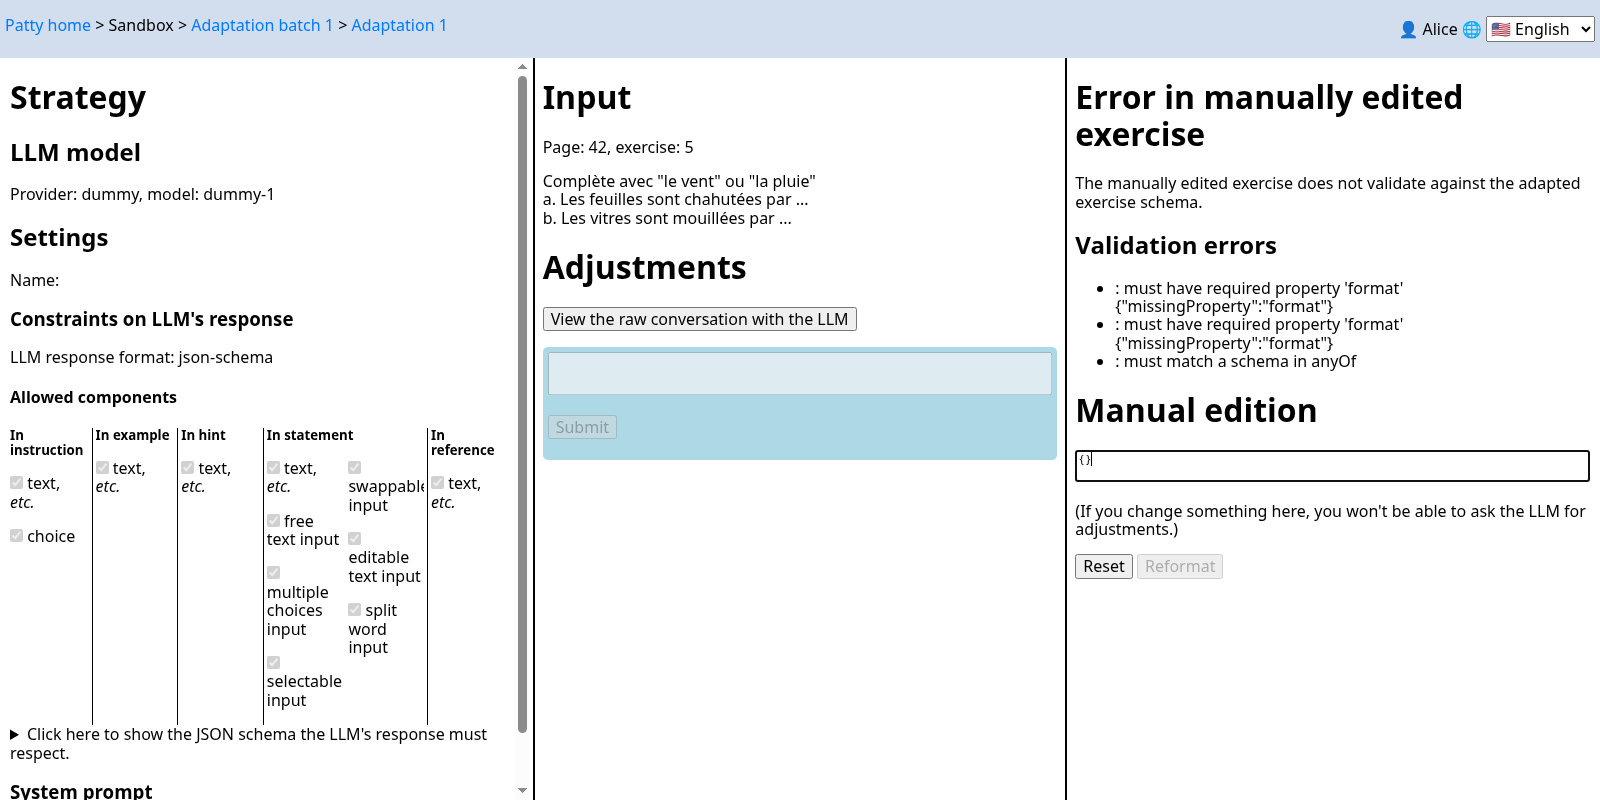 Patty home > Sandbox > Adaptation batch 1 > Adaptation 1
Alice
English
Strategy
LLM model
Provider: dummy, model: dummy-1
Settings
Name:
Constraints on LLM's response
LLM response format: json-schema
Allowed components
In
instruction
text,
etc.
choice
In example
text,
etc.
In hint
text,
etc.
In statement
text,
etc.
free
text input
multiple
choices
input
selectable
input
swappable
input
editable
text input
split
word
input
In
reference
text,
etc.
Click here to show the JSON schema the LLM's response must
respect.
System prompt
Input
Page: 42, exercise: 5
Complète avec "le vent" ou "la pluie"
a. Les feuilles sont chahutées par ...
b. Les vitres sont mouillées par ...
Adjustments
View the raw conversation with the LLM
Submit
Error in manually edited
exercise
The manually edited exercise does not validate against the adapted
exercise schema.
Validation errors
: must have required property 'format'
{"missingProperty":"format"}
: must have required property 'format'
{"missingProperty":"format"}
: must match a schema in anyOf
Manual edition
{}
(If you change something here, you won't be able to ask the LLM for
adjustments.)
Reset Reformat